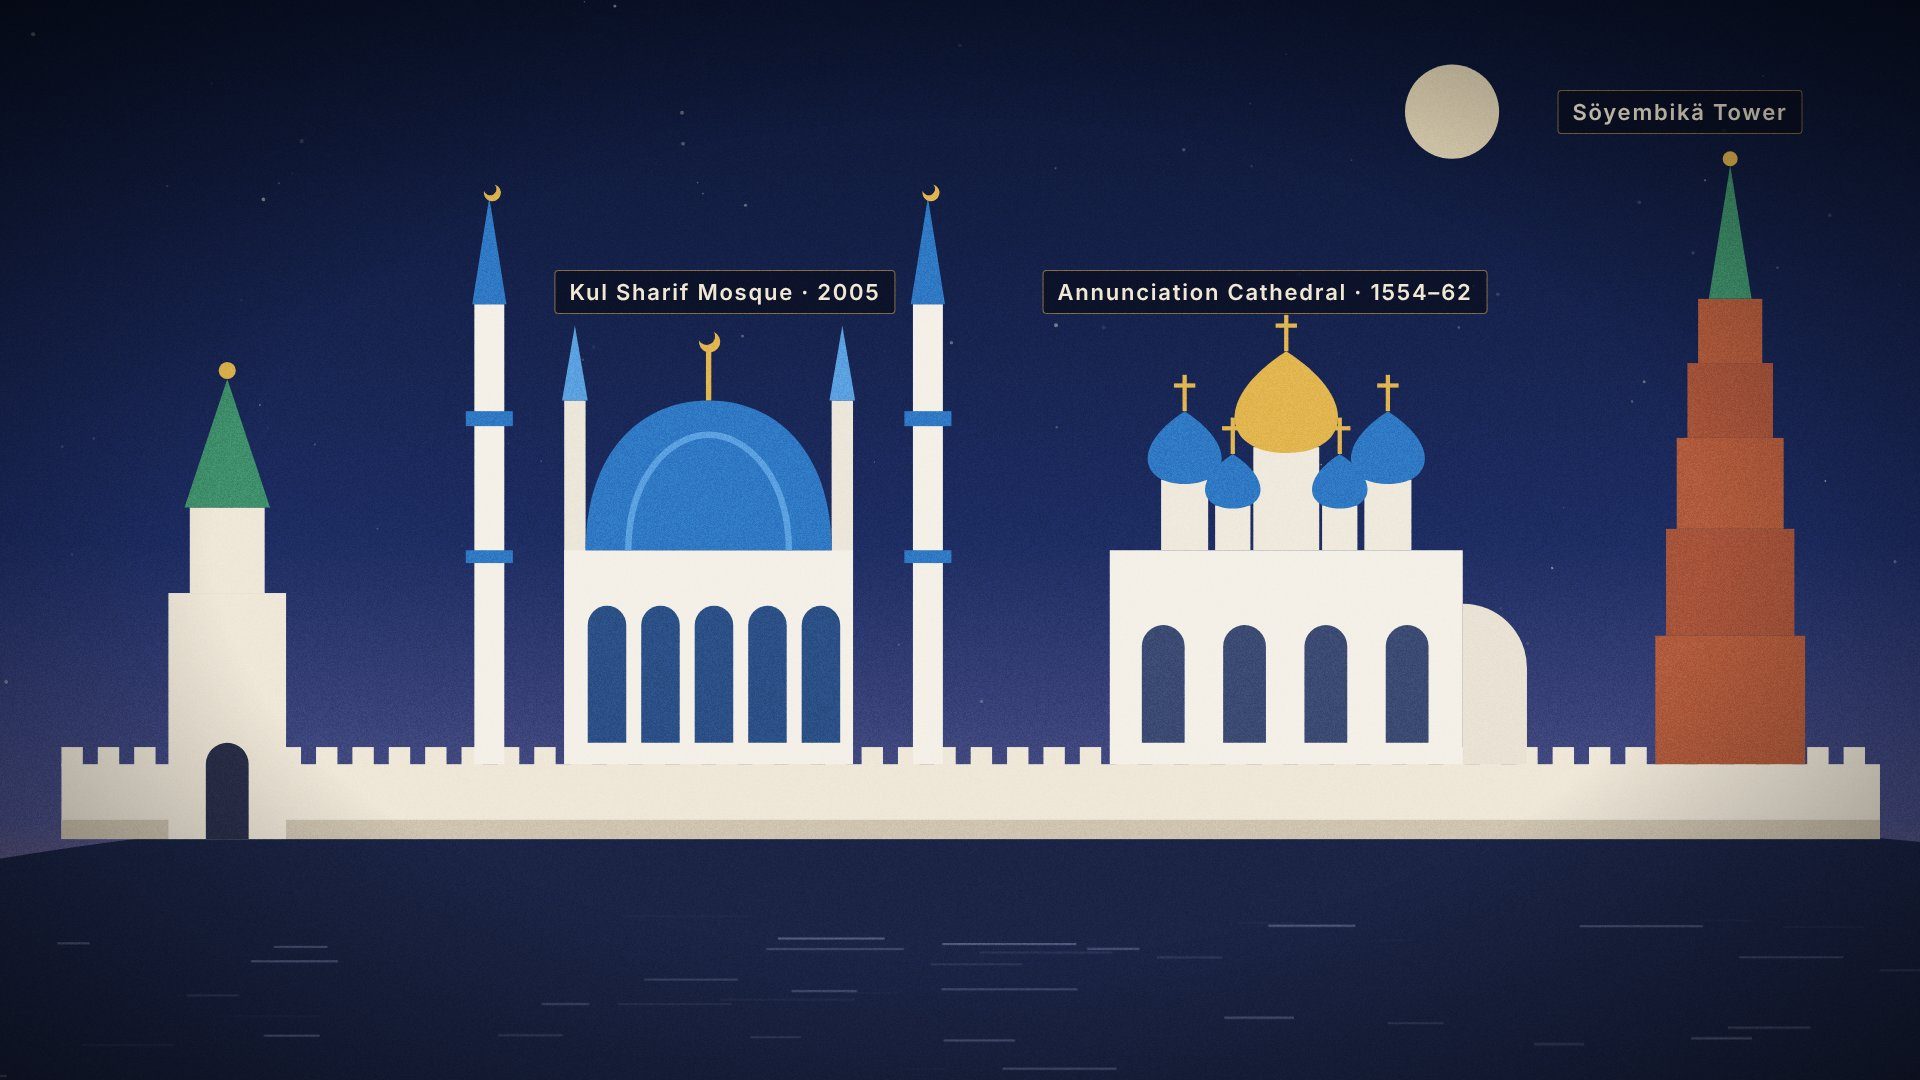 Söyembikä Tower
Kul Sharif Mosque · 2005
Annunciation Cathedral · 1554–62